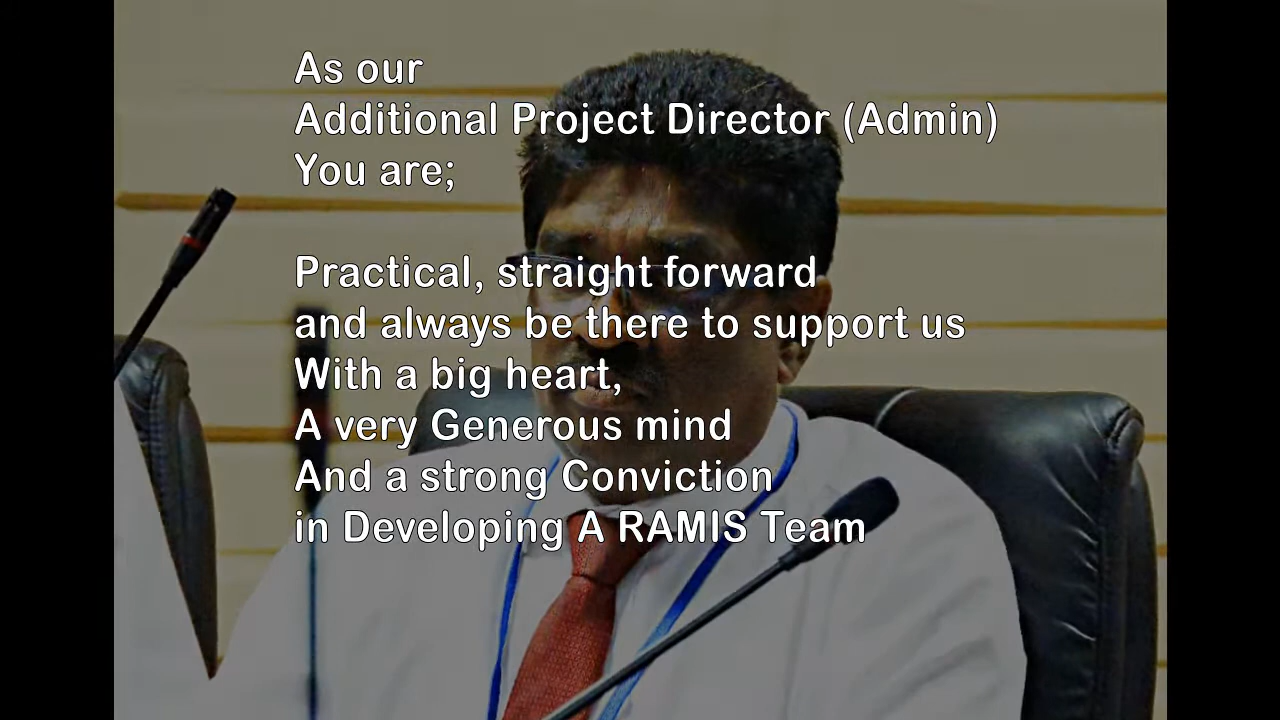 As our
Additional Project Director (Admin)
You are;
Practical, straight forward
and always be there to support us
With a big heart,
A very Generous mind
And a strong Conviction
in Developing A RAMIS Team